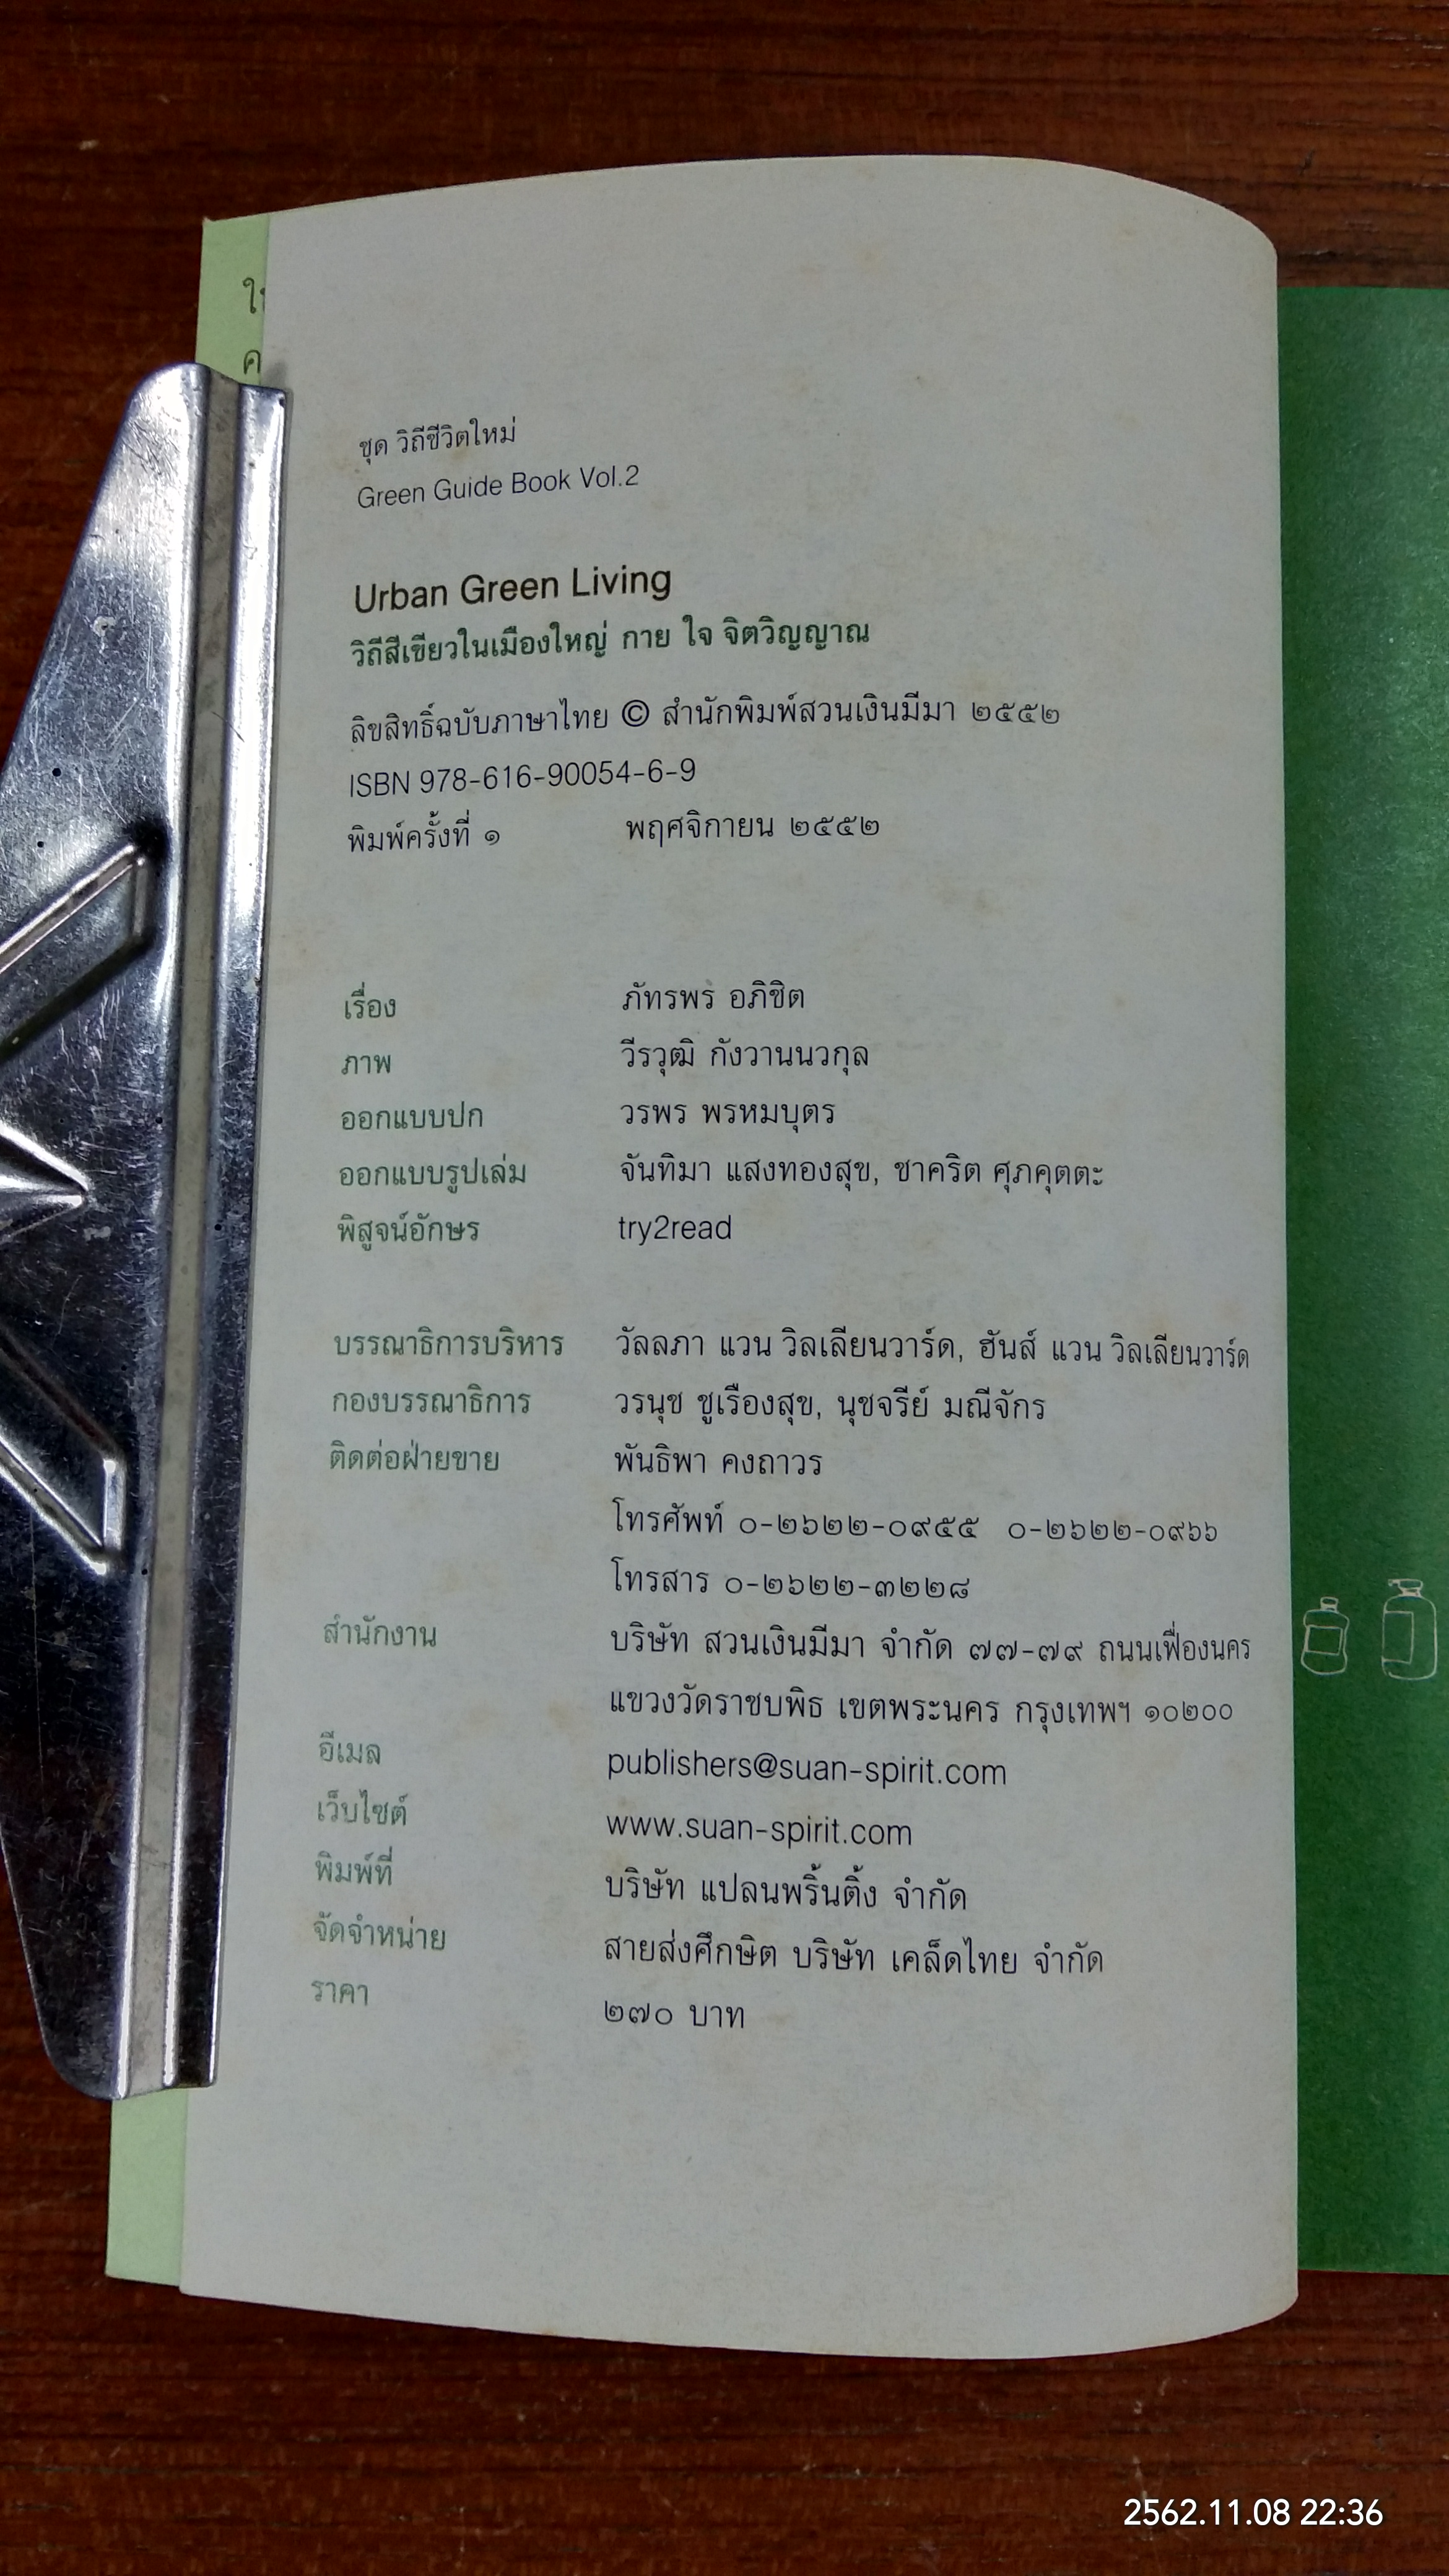 ใ
ค
ชุด วิถีชีวิตใหม่
Green Guide Book Vol.2
Urban Green Living
วิถีสีเขียวในเมืองใหญ่ กาย ใจ จิตวิญญาณ
ลิขสิทธิ์ฉบับภาษาไทย © สำนักพิมพ์สวนเงินมีมา ๒๕๕๒
ISBN 978-616-90054-6-9
พิมพ์ครั้งที่ ๑ พฤศจิกายน ๒๕๕๒
เรื่อง ภัทรพร อภิชิต
ภาพ วีรวุฒิ กังวานนวกุล
ออกแบบปก วรพร พรหมบุตร
ออกแบบรูปเล่ม จันทิมา แสงทองสุข, ชาคริต ศุภคุตตะ
พิสูจน์อักษร try2read
บรรณาธิการบริหาร วัลลภา แวน วิลเลียนวาร์ด, ฮันส์ แวน วิลเลียนวาร์ด
กองบรรณาธิการ วรนุช ชูเรืองสุข, นุชจรีย์ มณีจักร
ติดต่อฝ่ายขาย พันธิพา คงถาวร
โทรศัพท์ ๐-๒๖๒๒-๐๙๕๕ ๐-๒๖๒๒-๐๙๖๖
โทรสาร ๐-๒๖๒๒-๓๒๒๘
สำนักงาน บริษัท สวนเงินมีมา จำกัด ๗๗-๗๙ ถนนเฟื่องนคร
แขวงวัดราชบพิธ เขตพระนคร กรุงเทพฯ ๑๐๒๐๐
อีเมล publishers@suan-spirit.com
เว็บไซต์ www.suan-spirit.com
พิมพ์ที่ บริษัท แปลนพริ้นติ้ง จำกัด
จัดจำหน่าย สายส่งศึกษิต บริษัท เคล็ดไทย จำกัด
ราคา ๒๗๐ บาท
2562.11.08 22:36